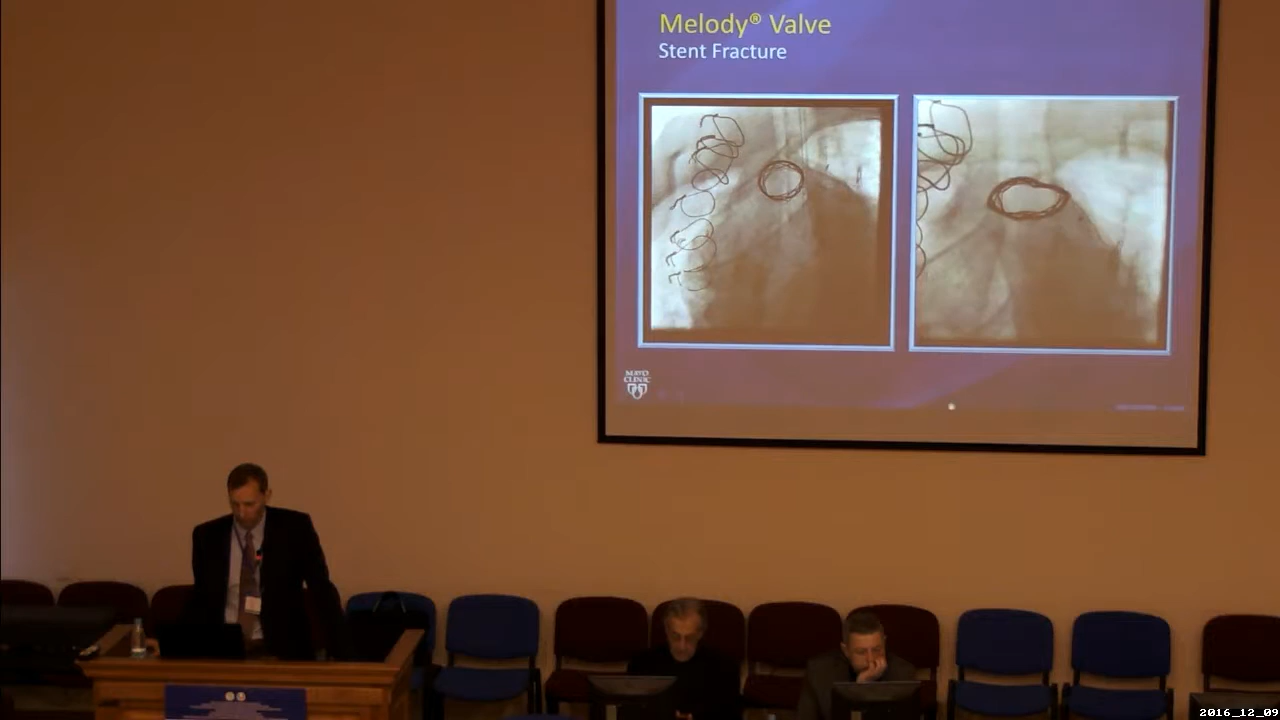 Melody® Valve
Stent Fracture
MAYO
CLINIC
2016_12_09